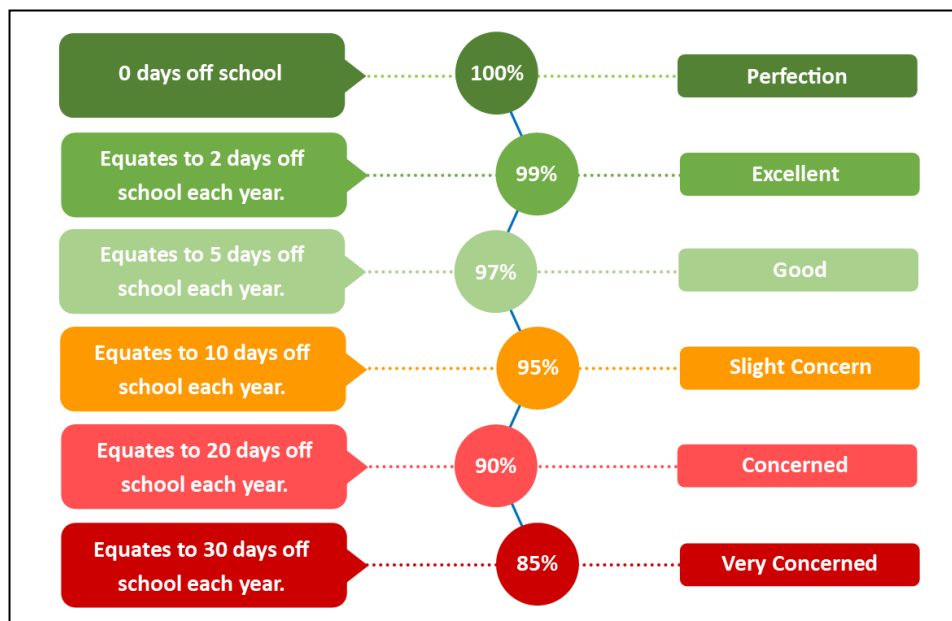 0 days off school
100%
Perfection
Equates to 2 days off
school each year.
99%
Excellent
Equates to 5 days off
school each year.
97%
Good
Equates to 10 days off
school each year.
95%
Slight Concern
Equates to 20 days off
school each year.
90%
Concerned
Equates to 30 days off
school each year.
85%
Very Concerned